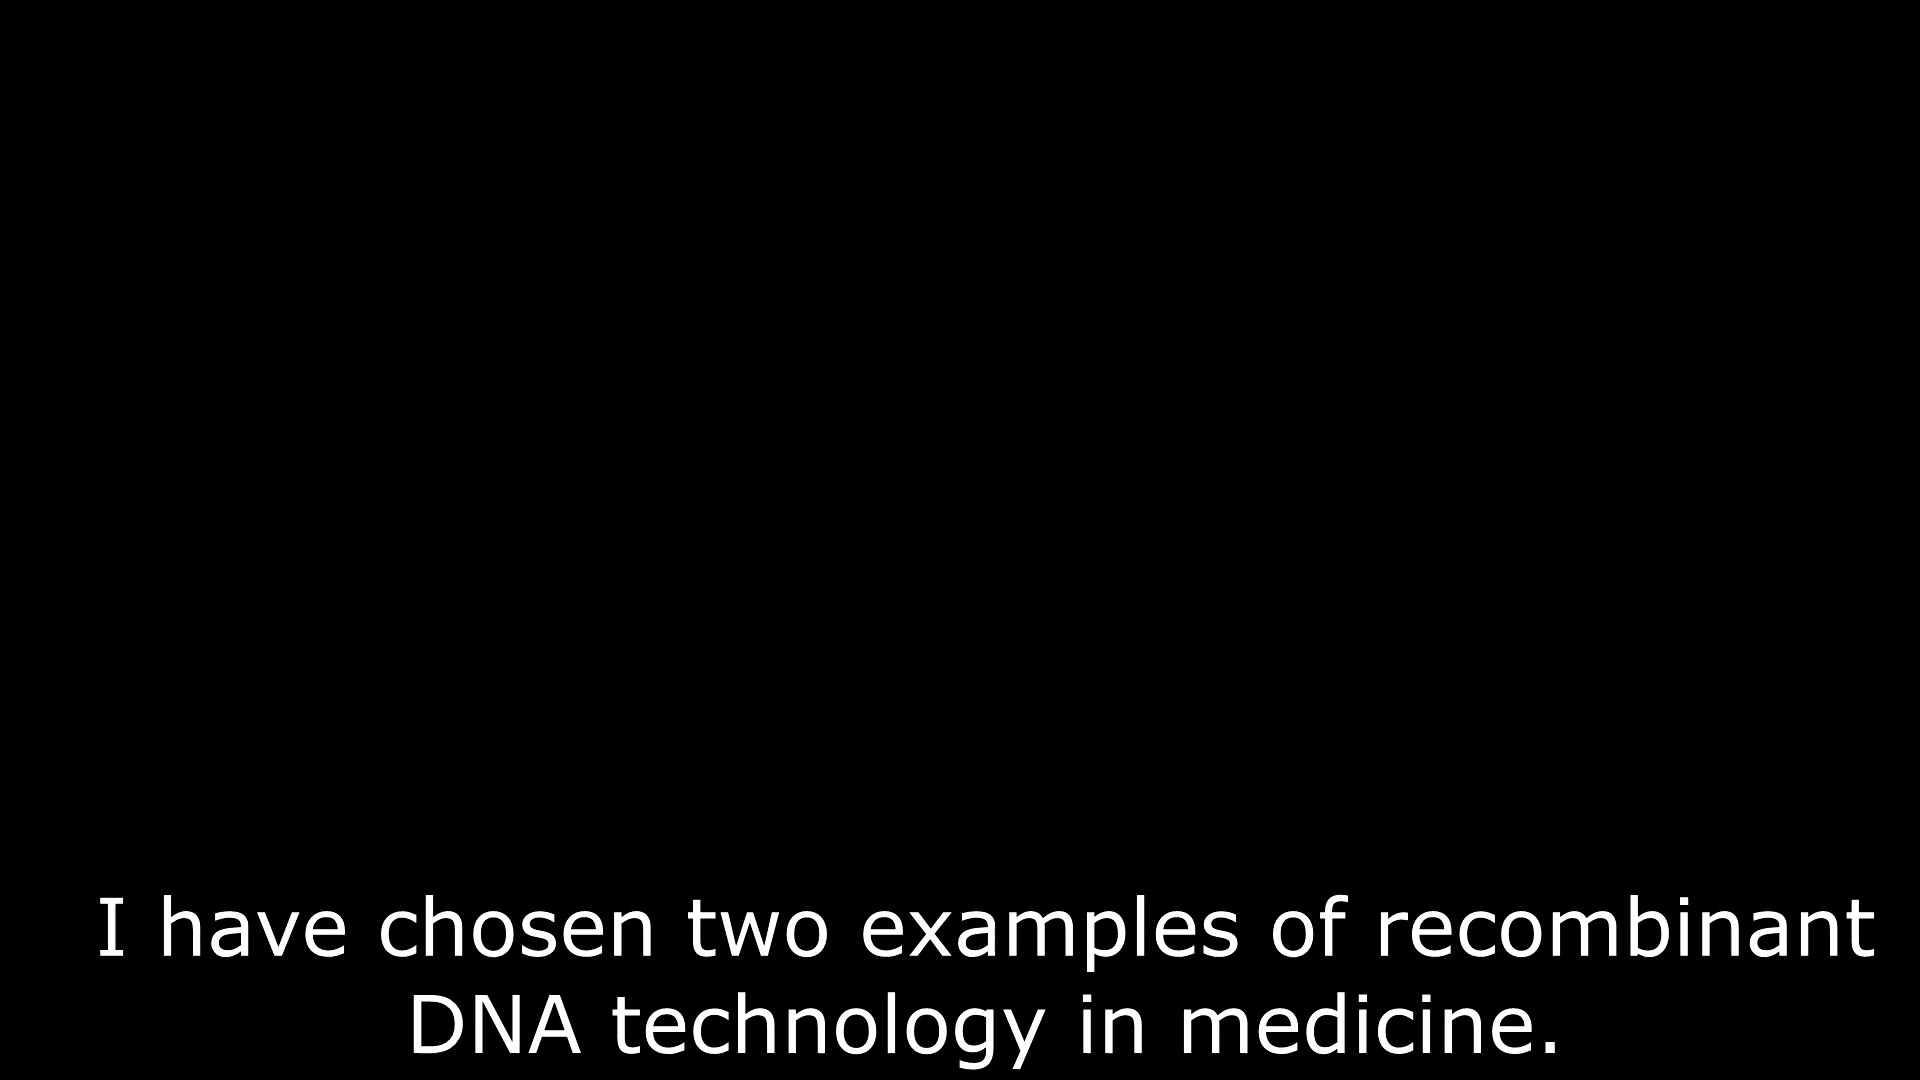 I have chosen two examples of recombinant
DNA technology in medicine.